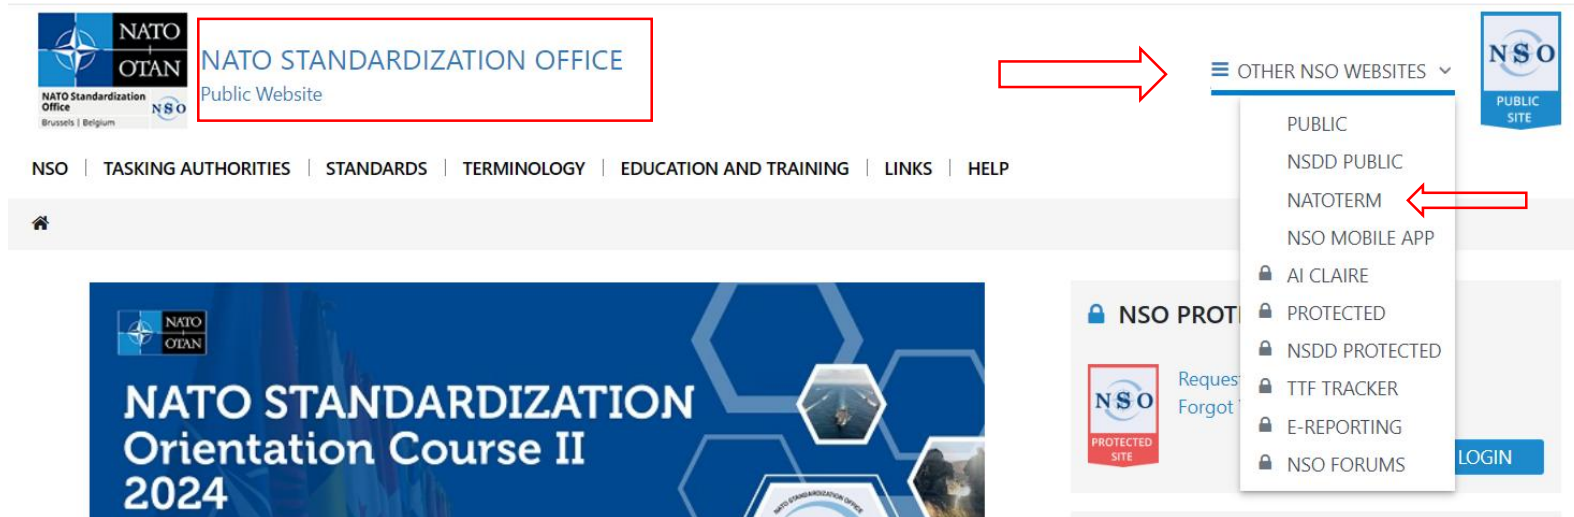 NATO
OTAN
NATO Standardization
Office
Brussels | Belgium
NSO
NATO STANDARDIZATION OFFICE
Public Website
OTHER NSO WEBSITES
NSO
PUBLIC
SITE
NSO | TASKING AUTHORITIES | STANDARDS | TERMINOLOGY | EDUCATION AND TRAINING | LINKS | HELP
PUBLIC
NSDD PUBLIC
NATOTERM
NSO MOBILE APP
AI CLAIRE
PROTECTED
NSDD PROTECTED
TTF TRACKER
E-REPORTING
NSO FORUMS
NATO
OTAN
NATO STANDARDIZATION
Orientation Course II
2024
NATO STANDARDIZATION OFFICE
NSO PROT
NSO
PROTECTED
SITE
Reques
Forgot
LOGIN